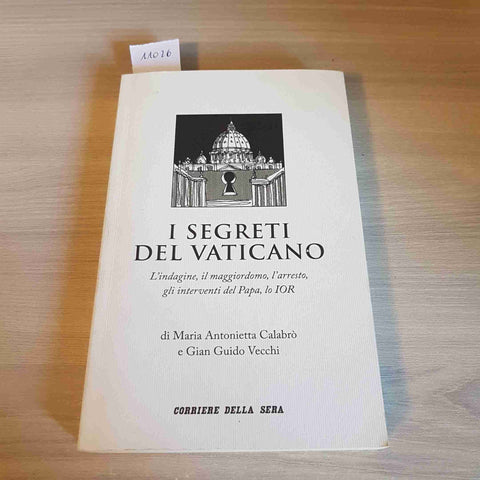 11026
I SEGRETI
DEL VATICANO
L'indagine, il maggiordomo, l'arresto,
gli interventi del Papa, lo IOR
di Maria Antonietta Calabrò
e Gian Guido Vecchi
CORRIERE DELLA SERA